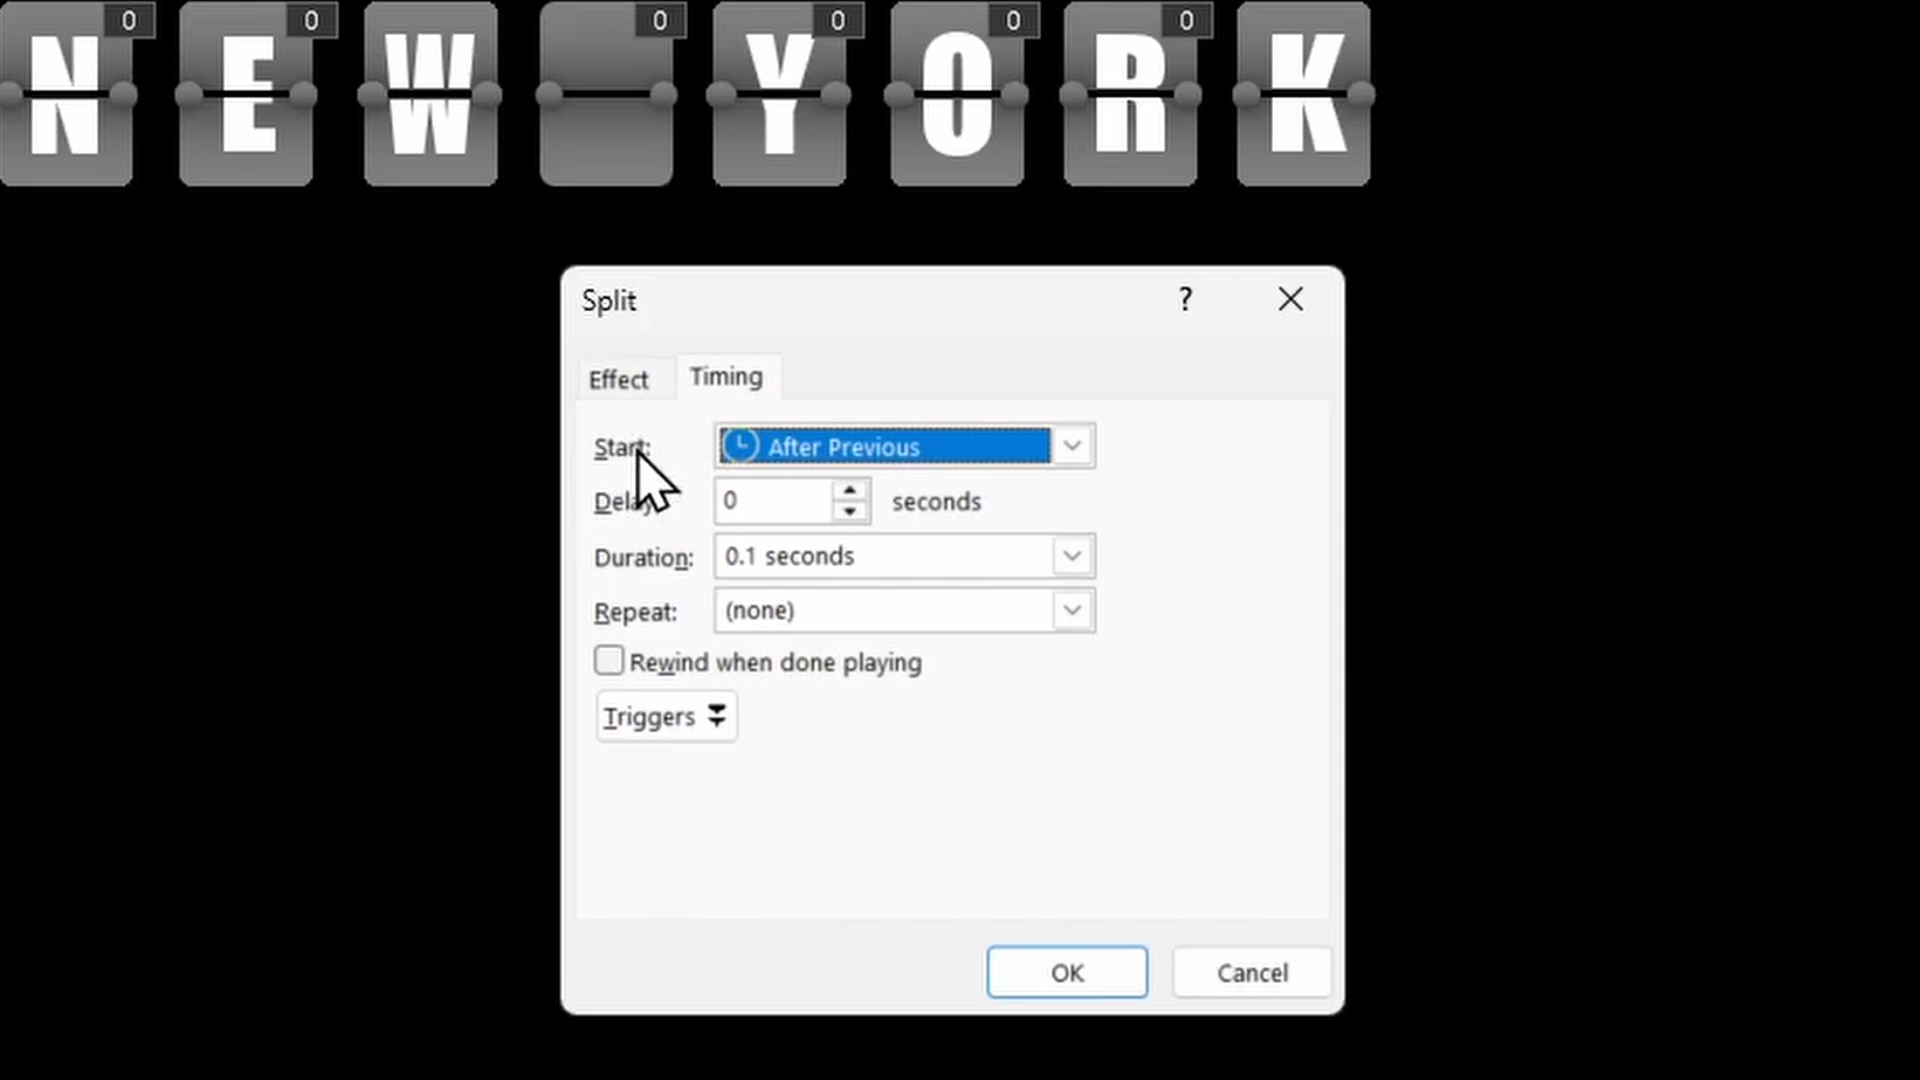 0 0 0 0 0 0
N E W Y O R K
Split
Effect Timing
Start: After Previous
Delay 0 seconds
Duration: 0.1 seconds
Repeat: (none)
Rewind when done playing
Triggers
OK Cancel